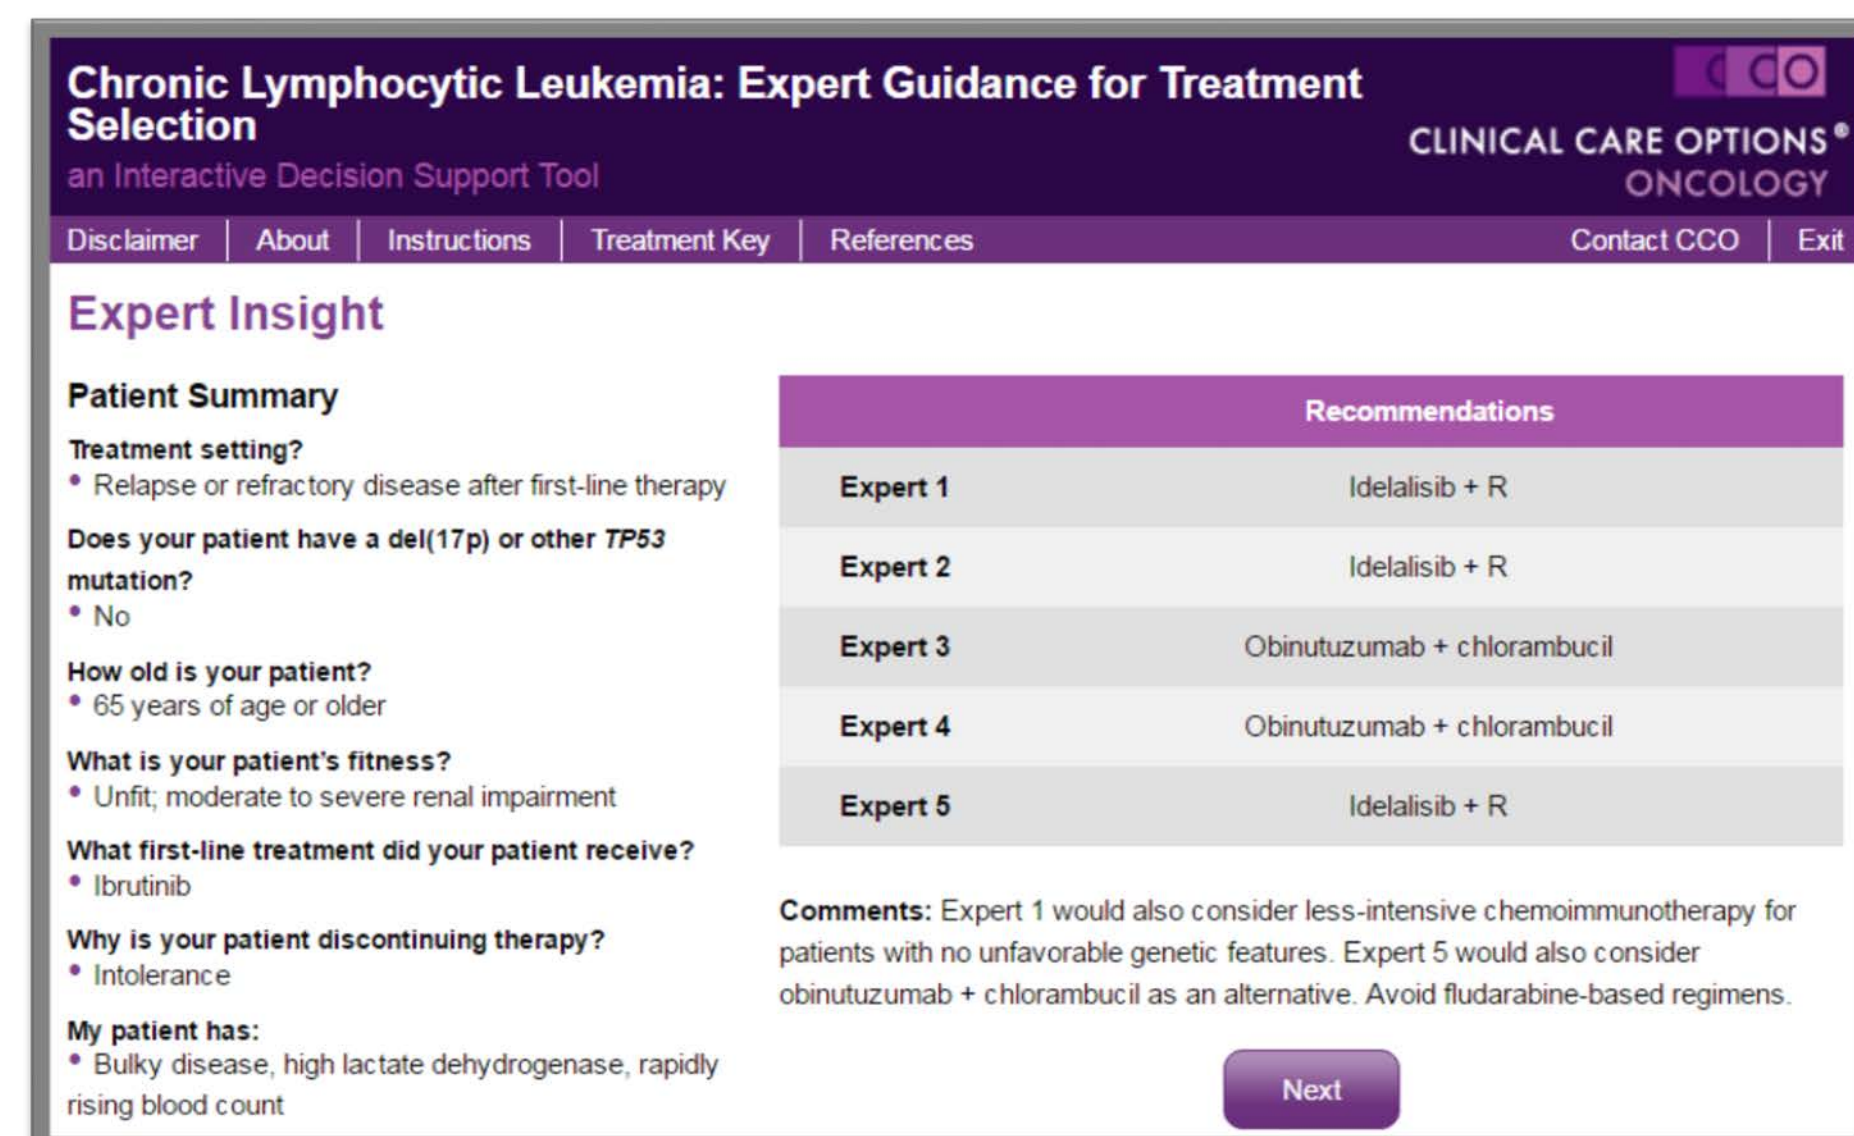 Chronic Lymphocytic Leukemia: Expert Guidance for Treatment
Selection
an Interactive Decision Support Tool
CCO
CLINICAL CARE OPTIONS®
ONCOLOGY
Disclaimer
About
Instructions
Treatment Key
References
Contact CCO
Exit
Expert Insight
Patient Summary
Treatment setting?
• Relapse or refractory disease after first-line therapy
Does your patient have a del(17p) or other TP53
mutation?
• No
How old is your patient?
• 65 years of age or older
What is your patient's fitness?
• Unfit; moderate to severe renal impairment
What first-line treatment did your patient receive?
• Ibrutinib
Why is your patient discontinuing therapy?
• Intolerance
My patient has:
• Bulky disease, high lactate dehydrogenase, rapidly
rising blood count
Recommendations
Expert 1 Idelalisib + R
Expert 2 Idelalisib + R
Expert 3 Obinutuzumab + chlorambucil
Expert 4 Obinutuzumab + chlorambucil
Expert 5 Idelalisib + R
Comments: Expert 1 would also consider less-intensive chemoimmunotherapy for
patients with no unfavorable genetic features. Expert 5 would also consider
obinutuzumab + chlorambucil as an alternative. Avoid fludarabine-based regimens.
Next